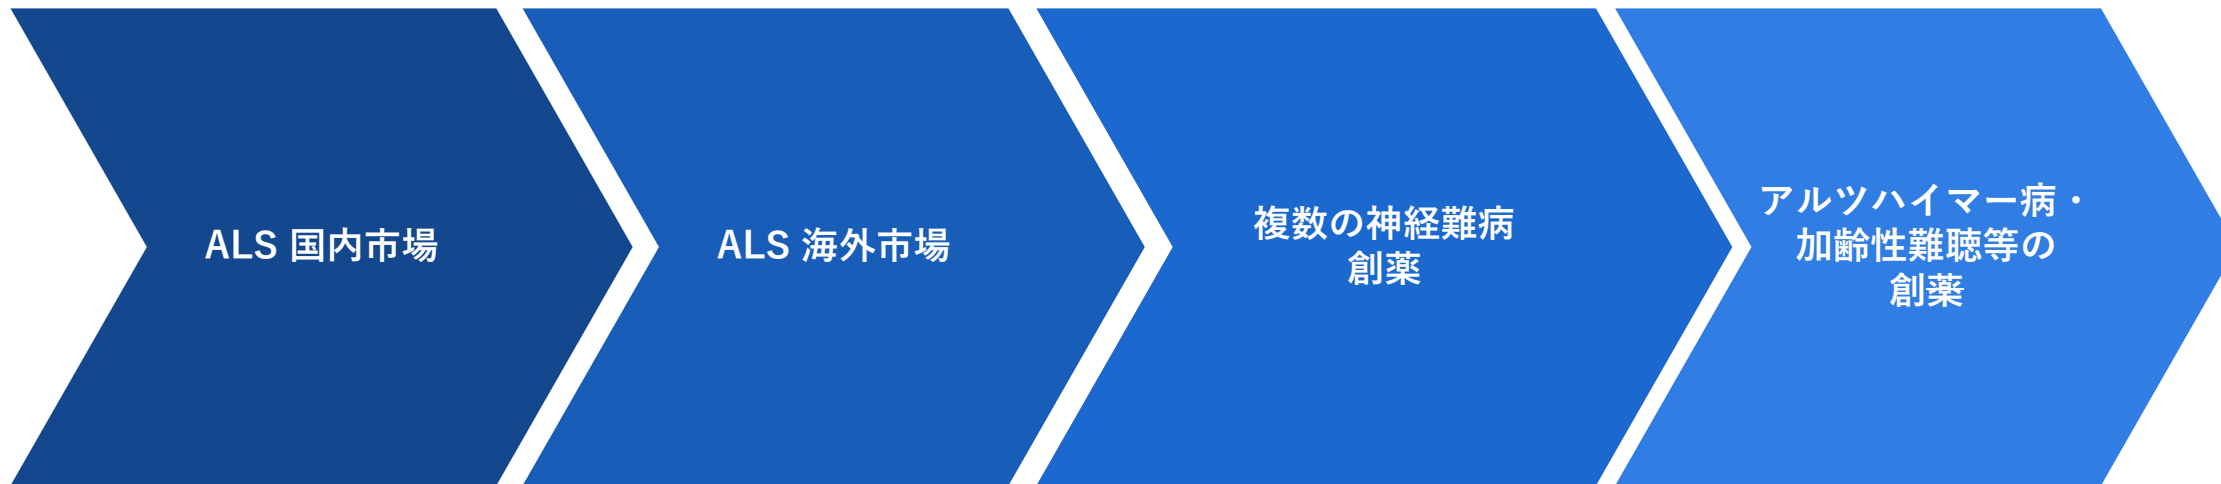 ALS 国内市場
ALS 海外市場
複数の神経難病
創薬
アルツハイマー病・
加齢性難聴等の
創薬